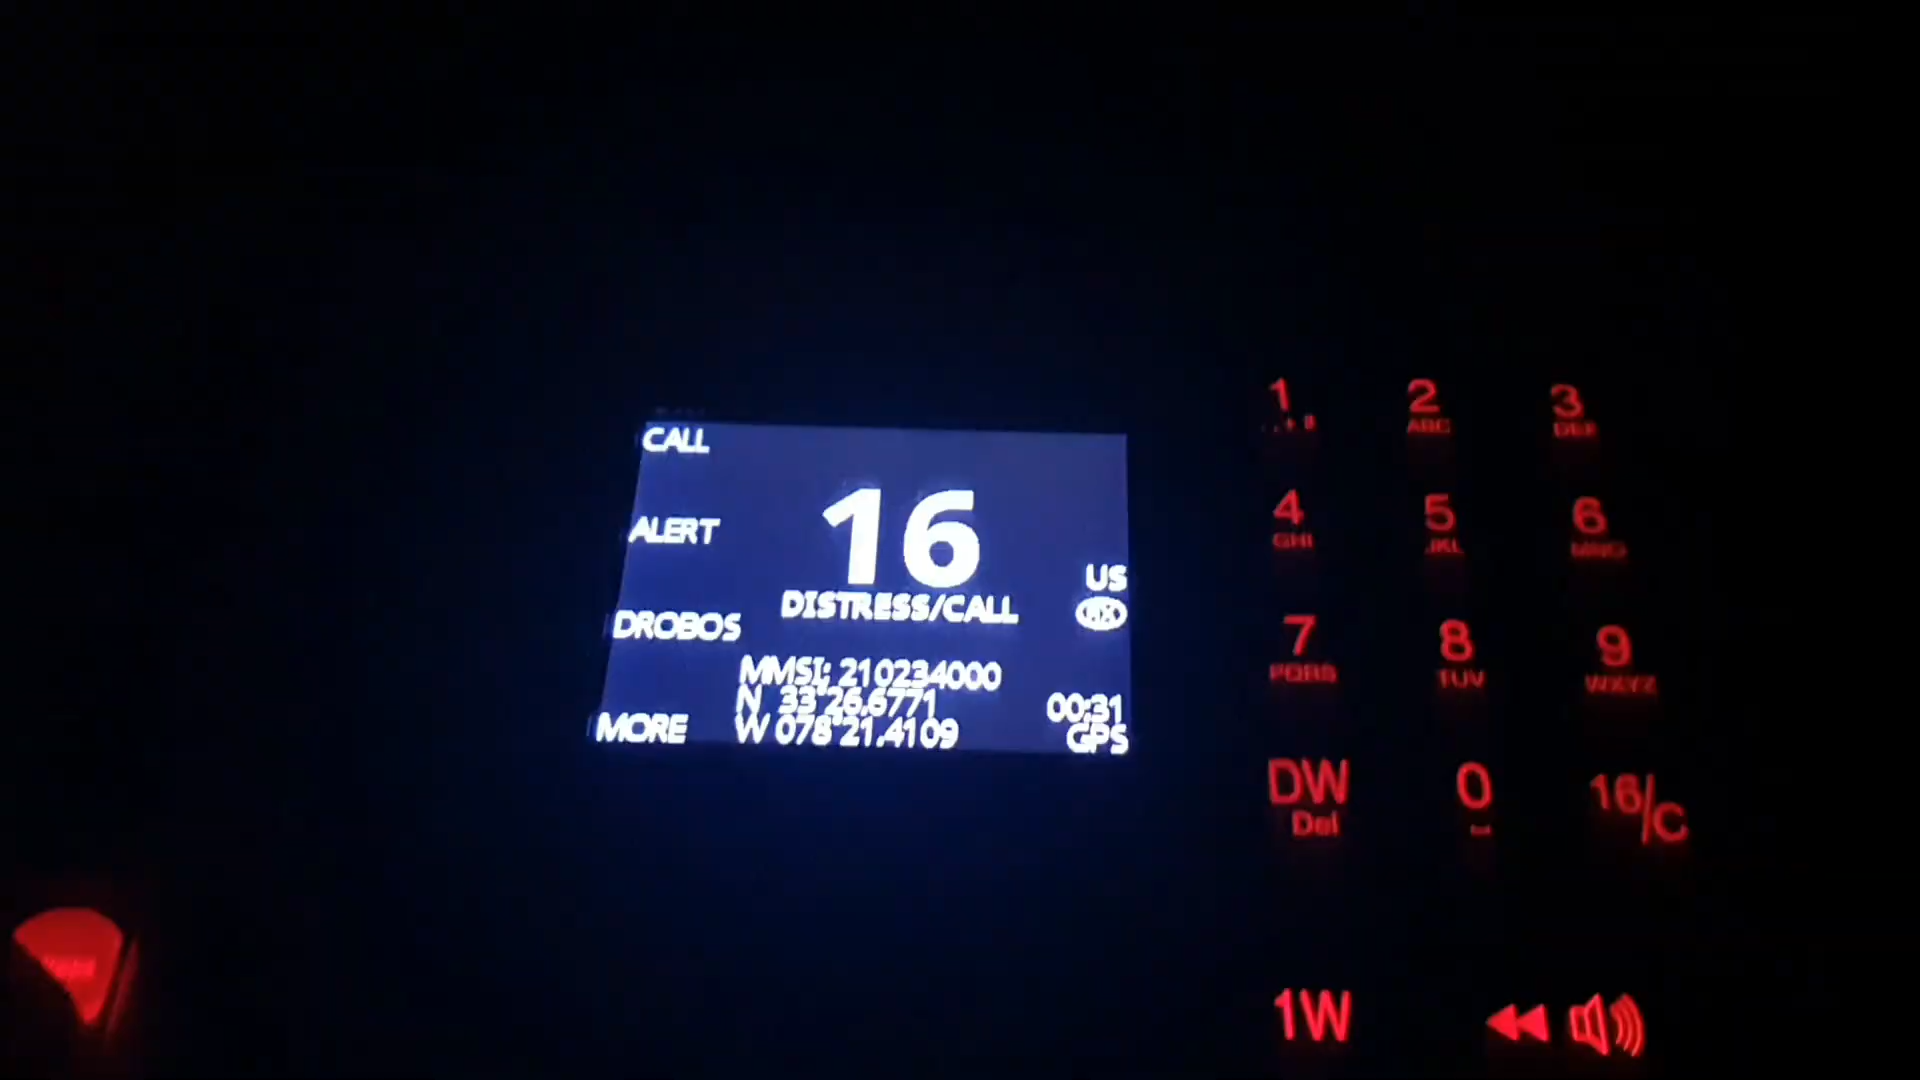 CALL
16
ALERT
DISTRESS/CALL
US
RX
DROBOS
MMSI: 210234000
N 33°26.6771
00:31
MORE
W 078°21.4109
GPS
1
2
ABC
3
DEF
4
GHI
5
JKL
6
MNO
7
PQRS
8
TUV
9
WXYZ
DW
Del
0
16/C
1W